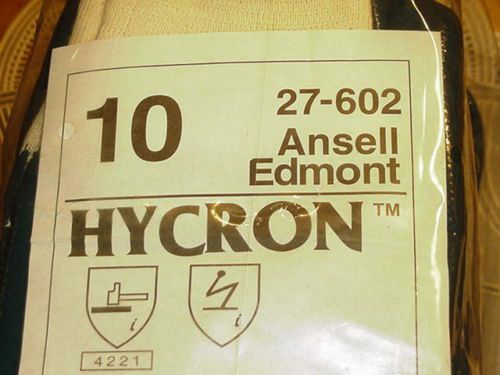 10
27-602
Ansell
Edmont
HYCRON™
i
i
4221